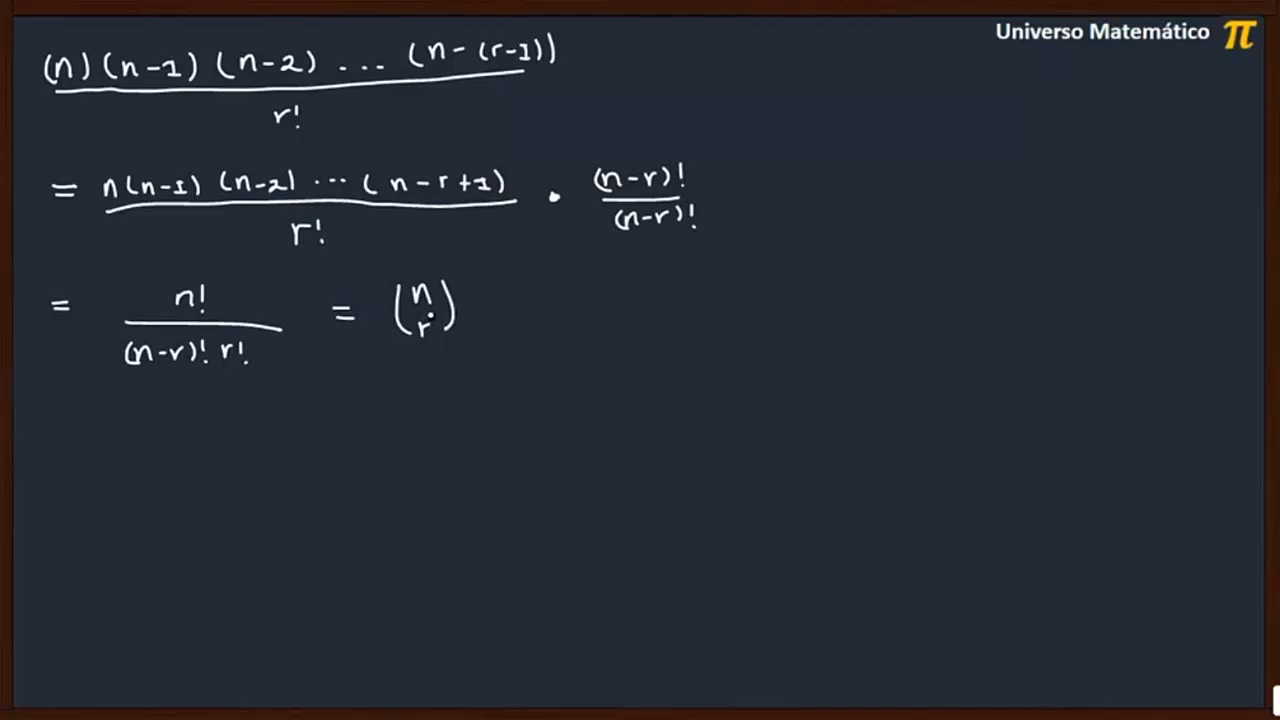 Universo Matemático π
(n)(n-1)(n-2)...(n-(r-1))
r!
= n(n-1)(n-2)...(n-r+1) · (n-r)!
r! (n-r)!
= n! = (n
(n-r)! r! r)